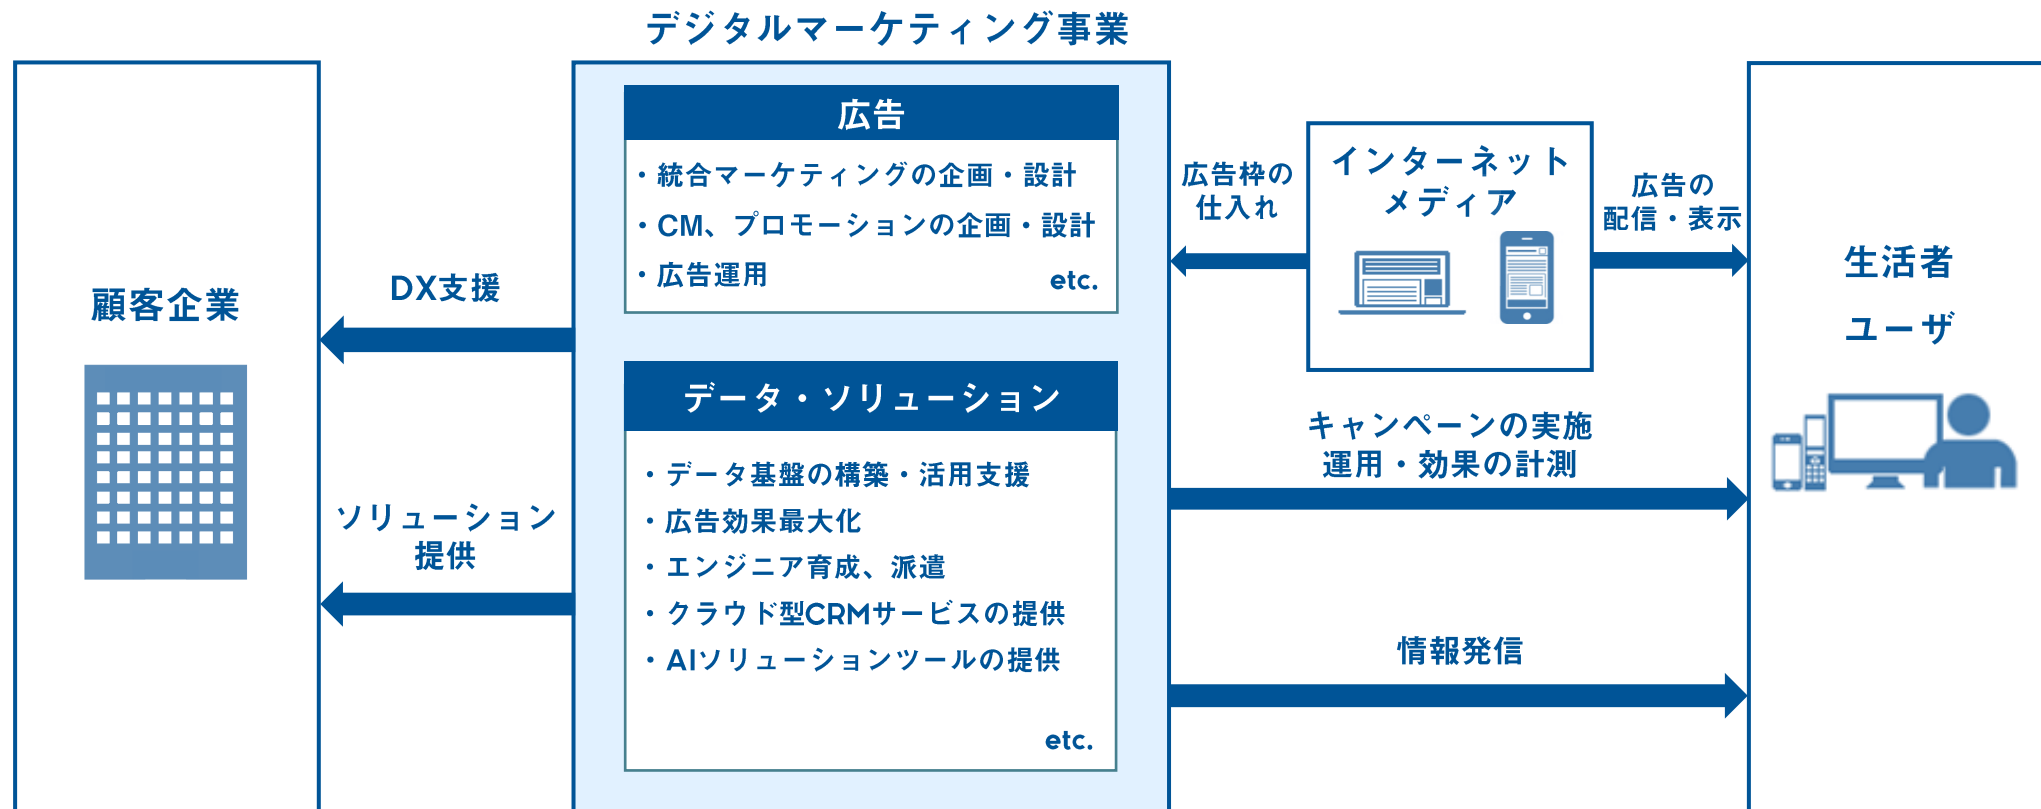 デジタルマーケティング事業
顧客企業
DX支援
ソリューション
提供
広告
・統合マーケティングの企画・設計
・CM、プロモーションの企画・設計
・広告運用
etc.
データ・ソリューション
・データ基盤の構築・活用支援
・広告効果最大化
・エンジニア育成、派遣
・クラウド型CRMサービスの提供
・AIソリューションツールの提供
etc.
広告枠の
仕入れ
インターネット
メディア
広告の
配信・表示
キャンペーンの実施
運用・効果の計測
情報発信
生活者
ユーザ